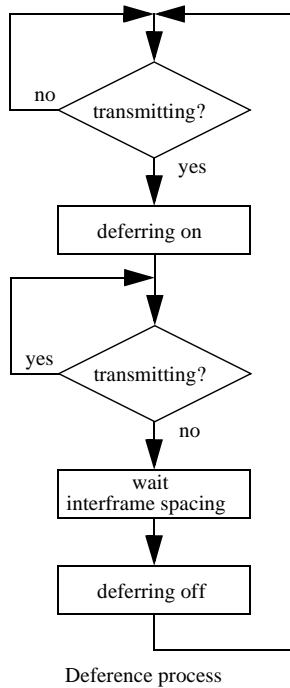 no
transmitting?
yes
deferring on
yes
transmitting?
no
wait
interframe spacing
deferring off
Deference process